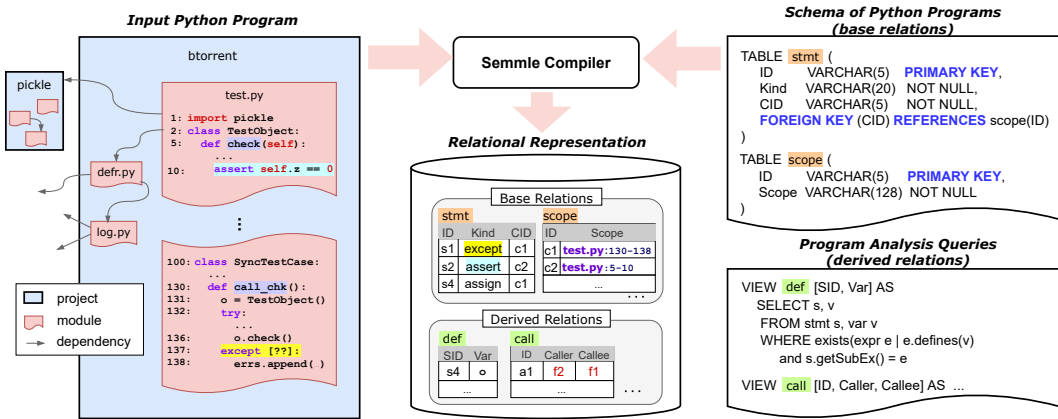 Input Python Program
btorrent
pickle
test.py
1: import pickle
2: class TestObject:
5: def check(self):
...
10: assert self.z == 0
defr.py
log.py
⋮
100: class SyncTestCase:
...
130: def call_chk():
131: o = TestObject()
132: try:
...
136: o.check()
137: except [??]:
138: errs.append(…)
project
module
dependency
Semmle Compiler
Relational Representation
Base Relations
stmt
ID Kind CID
s1 except c1
s2 assert c2
s4 assign c1
scope
ID Scope
c1 test.py:130-138
c2 test.py:5-10
...
...
Derived Relations
def
SID Var
s4 o
...
call
ID Caller Callee
a1 f2 f1
...
...
Schema of Python Programs
(base relations)
TABLE stmt (
ID VARCHAR(5) PRIMARY KEY,
Kind VARCHAR(20) NOT NULL,
CID VARCHAR(5) NOT NULL,
FOREIGN KEY (CID) REFERENCES scope(ID)
)
TABLE scope (
ID VARCHAR(5) PRIMARY KEY,
Scope VARCHAR(128) NOT NULL
)
Program Analysis Queries
(derived relations)
VIEW def [SID, Var] AS
SELECT s, v
FROM stmt s, var v
WHERE exists(expr e | e.defines(v)
and s.getSubEx() = e
VIEW call [ID, Caller, Callee] AS ...